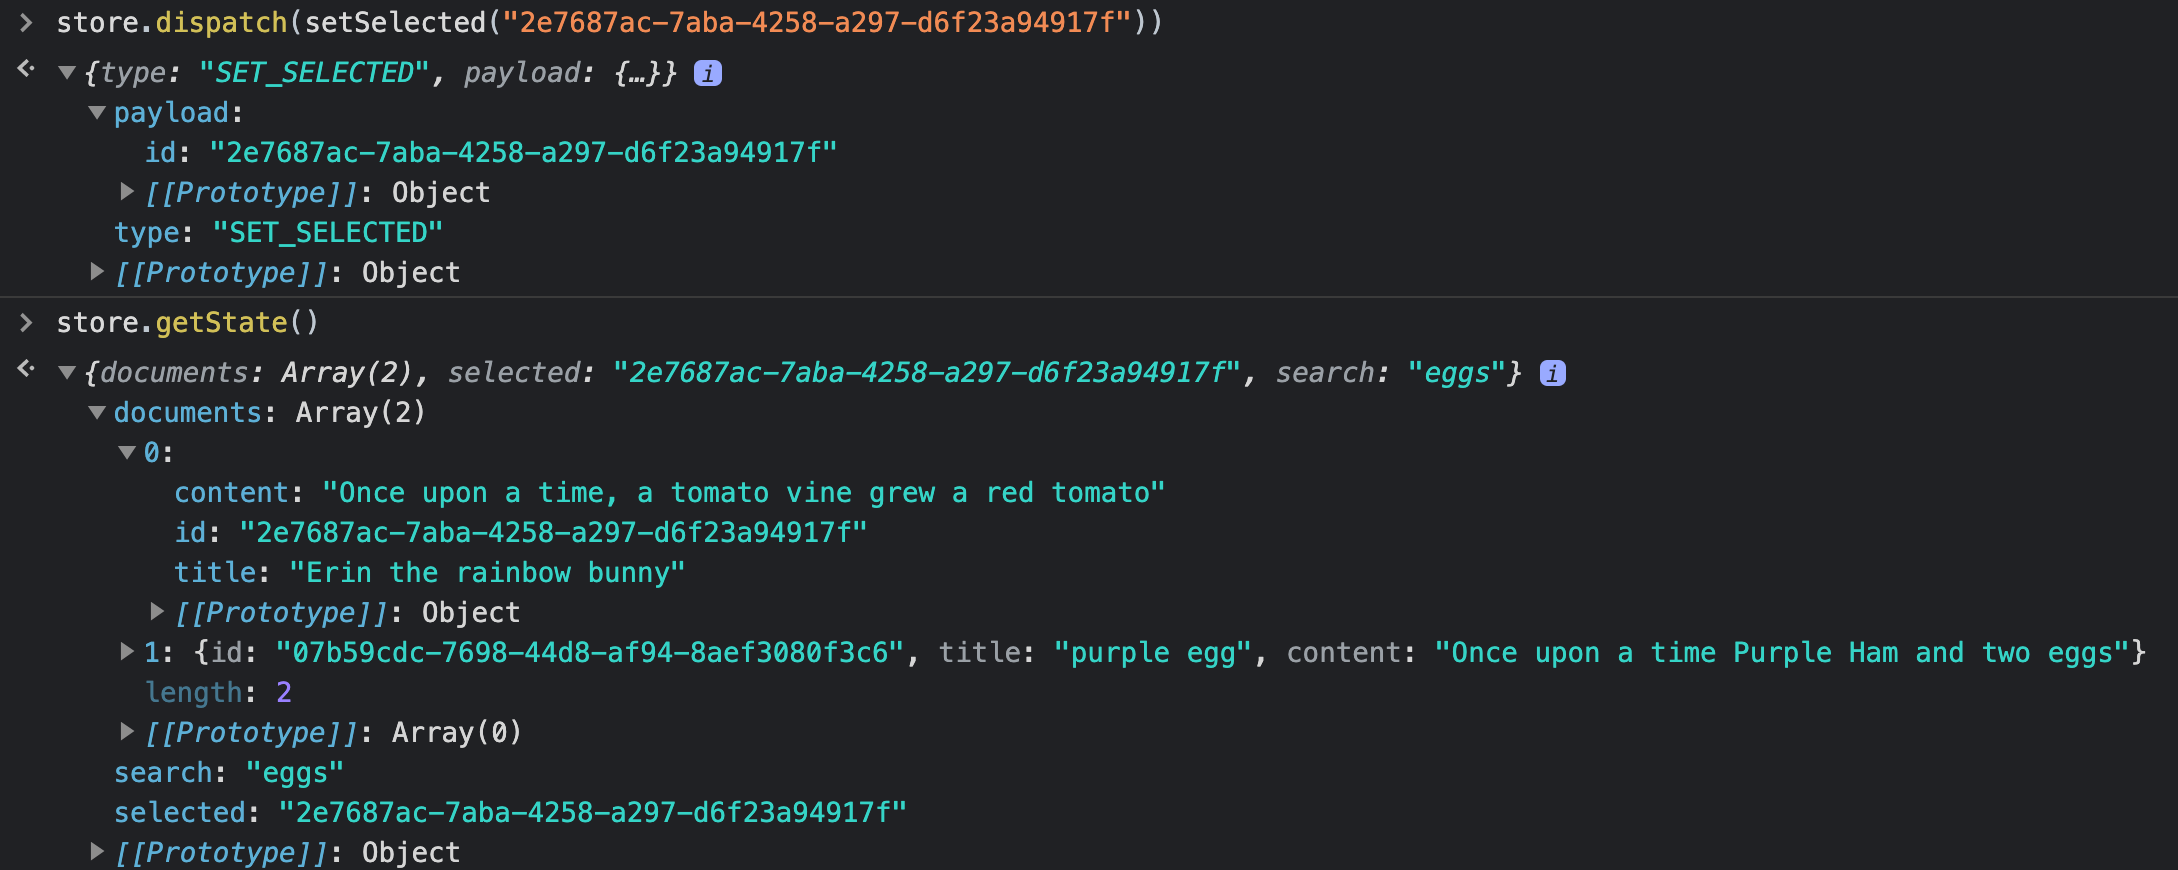 > store.dispatch(setSelected("2e7687ac-7aba-4258-a297-d6f23a94917f"))
{type: "SET_SELECTED", payload: {…}} i
payload:
id: "2e7687ac-7aba-4258-a297-d6f23a94917f"
[[Prototype]]: Object
type: "SET_SELECTED"
[[Prototype]]: Object
> store.getState()
{documents: Array(2), selected: "2e7687ac-7aba-4258-a297-d6f23a94917f", search: "eggs"} i
documents: Array(2)
0:
content: "Once upon a time, a tomato vine grew a red tomato"
id: "2e7687ac-7aba-4258-a297-d6f23a94917f"
title: "Erin the rainbow bunny"
[[Prototype]]: Object
1: {id: "07b59cdc-7698-44d8-af94-8aef3080f3c6", title: "purple egg", content: "Once upon a time Purple Ham and two eggs"}
length: 2
[[Prototype]]: Array(0)
search: "eggs"
selected: "2e7687ac-7aba-4258-a297-d6f23a94917f"
[[Prototype]]: Object